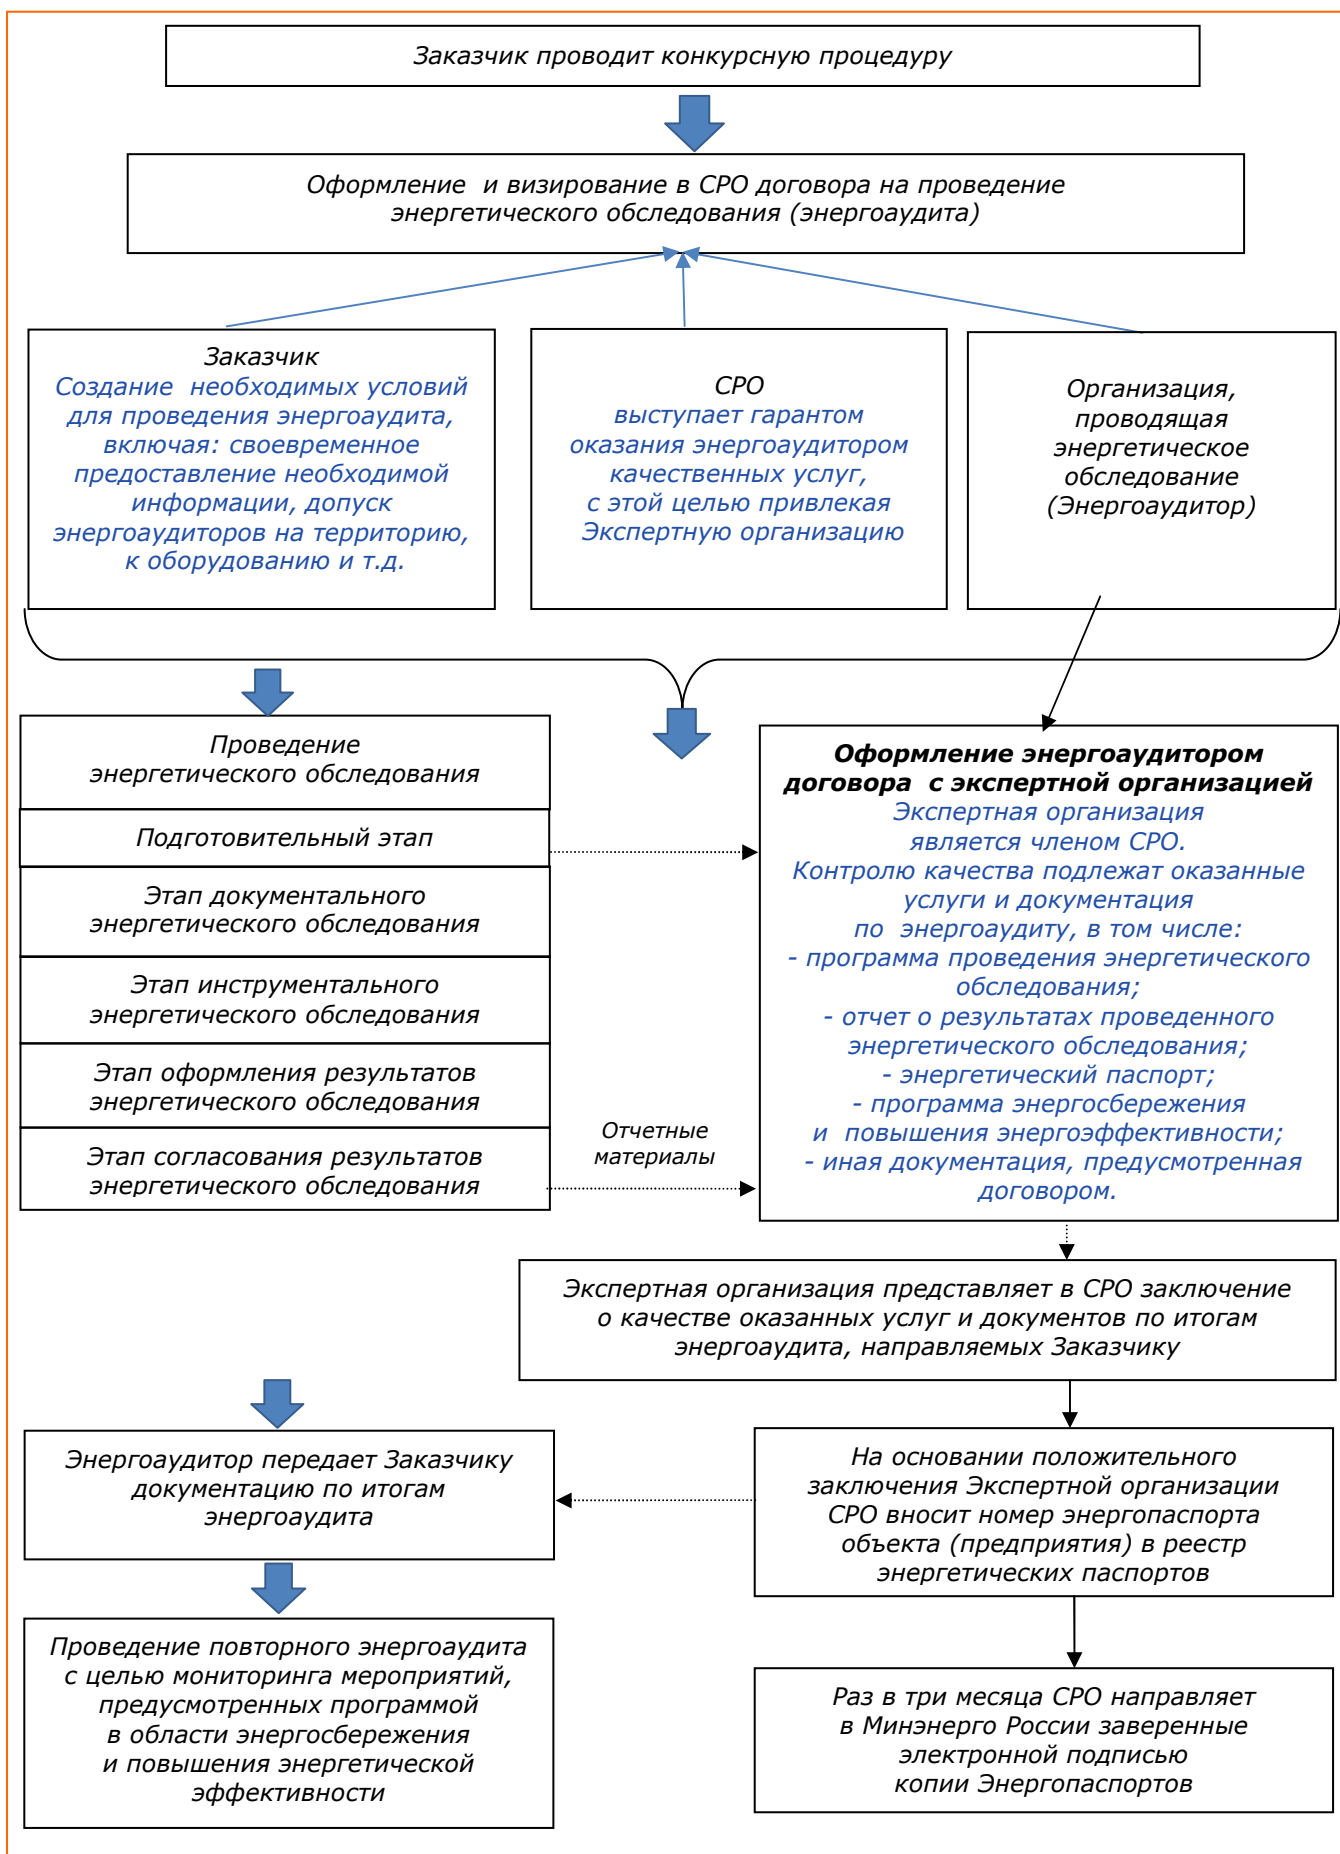 Заказчик проводит конкурсную процедуру
Оформление и визирование в СРО договора на проведение
энергетического обследования (энергоаудита)
Заказчик
Создание необходимых условий
для проведения энергоаудита,
включая: своевременное
предоставление необходимой
информации, допуск
энергоаудиторов на территорию,
к оборудованию и т.д.
СРО
выступает гарантом
оказания энергоаудитором
качественных услуг,
с этой целью привлекая
Экспертную организацию
Организация,
проводящая
энергетическое
обследование
(Энергоаудитор)
Проведение
энергетического обследования
Подготовительный этап
Этап документального
энергетического обследования
Этап инструментального
энергетического обследования
Этап оформления результатов
энергетического обследования
Этап согласования результатов
энергетического обследования
Отчетные
материалы
Оформление энергоаудитором
договора с экспертной организацией
Экспертная организация
является членом СРО.
Контролю качества подлежат оказанные
услуги и документация
по энергоаудиту, в том числе:
- программа проведения энергетического
обследования;
- отчет о результатах проведенного
энергетического обследования;
- энергетический паспорт;
- программа энергосбережения
и повышения энергоэффективности;
- иная документация, предусмотренная
договором.
Экспертная организация представляет в СРО заключение
о качестве оказанных услуг и документов по итогам
энергоаудита, направляемых Заказчику
Энергоаудитор передает Заказчику
документацию по итогам
энергоаудита
На основании положительного
заключения Экспертной организации
СРО вносит номер энергопаспорта
объекта (предприятия) в реестр
энергетических паспортов
Проведение повторного энергоаудита
с целью мониторинга мероприятий,
предусмотренных программой
в области энергосбережения
и повышения энергетической
эффективности
Раз в три месяца СРО направляет
в Минэнерго России заверенные
электронной подписью
копии Энергопаспортов